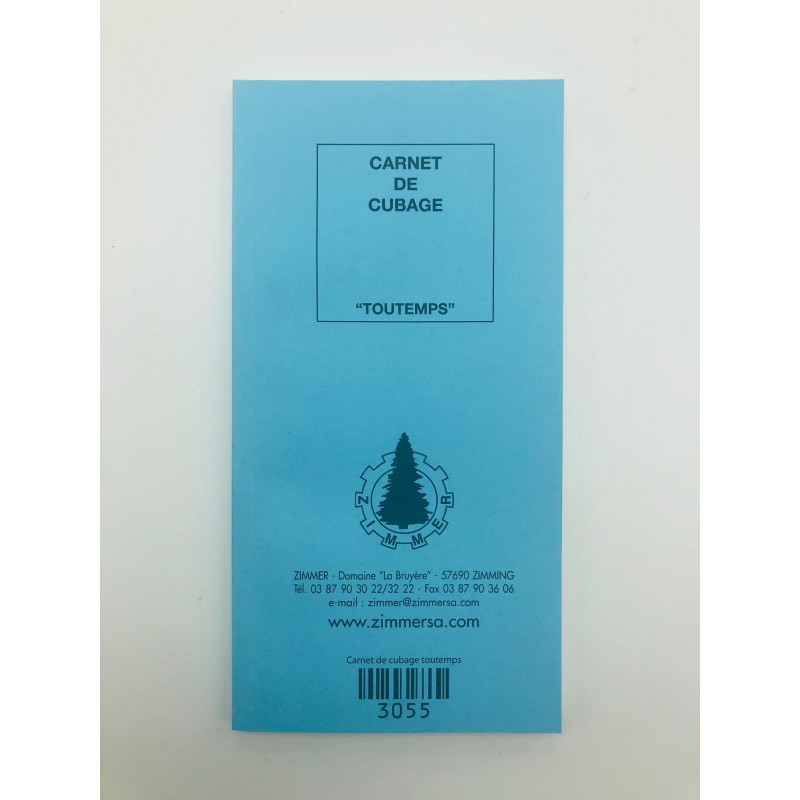 CARNET
DE
CUBAGE
“TOUTEMPS”
ZIMMER
ZIMMER - Domaine “La Bruyère” - 57690 ZIMMING
Tél. 03 87 90 30 22/32 22 - Fax 03 87 90 36 06
e-mail : zimmer@zimmersa.com
www.zimmersa.com
Carnet de cubage toutemps
3055